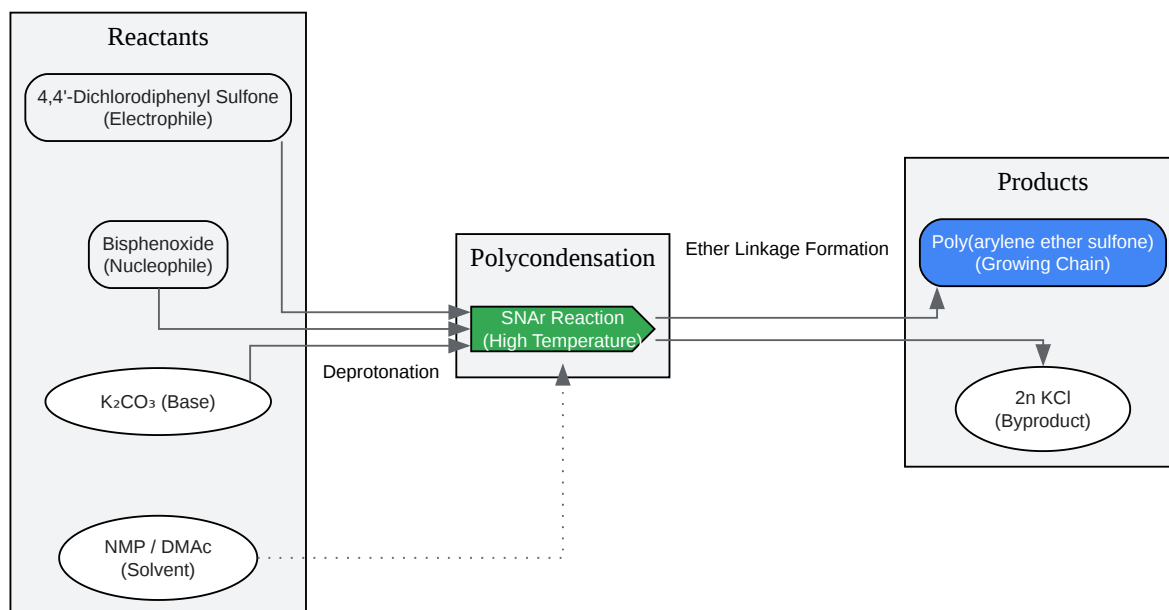 Reactants
4,4'-Dichlorodiphenyl Sulfone
(Electrophile)
Bisphenoxide
(Nucleophile)
K₂CO₃ (Base)
NMP / DMAc
(Solvent)
Deprotonation
Polycondensation
SNAr Reaction
(High Temperature)
Ether Linkage Formation
Products
Poly(arylene ether sulfone)
(Growing Chain)
2n KCl
(Byproduct)